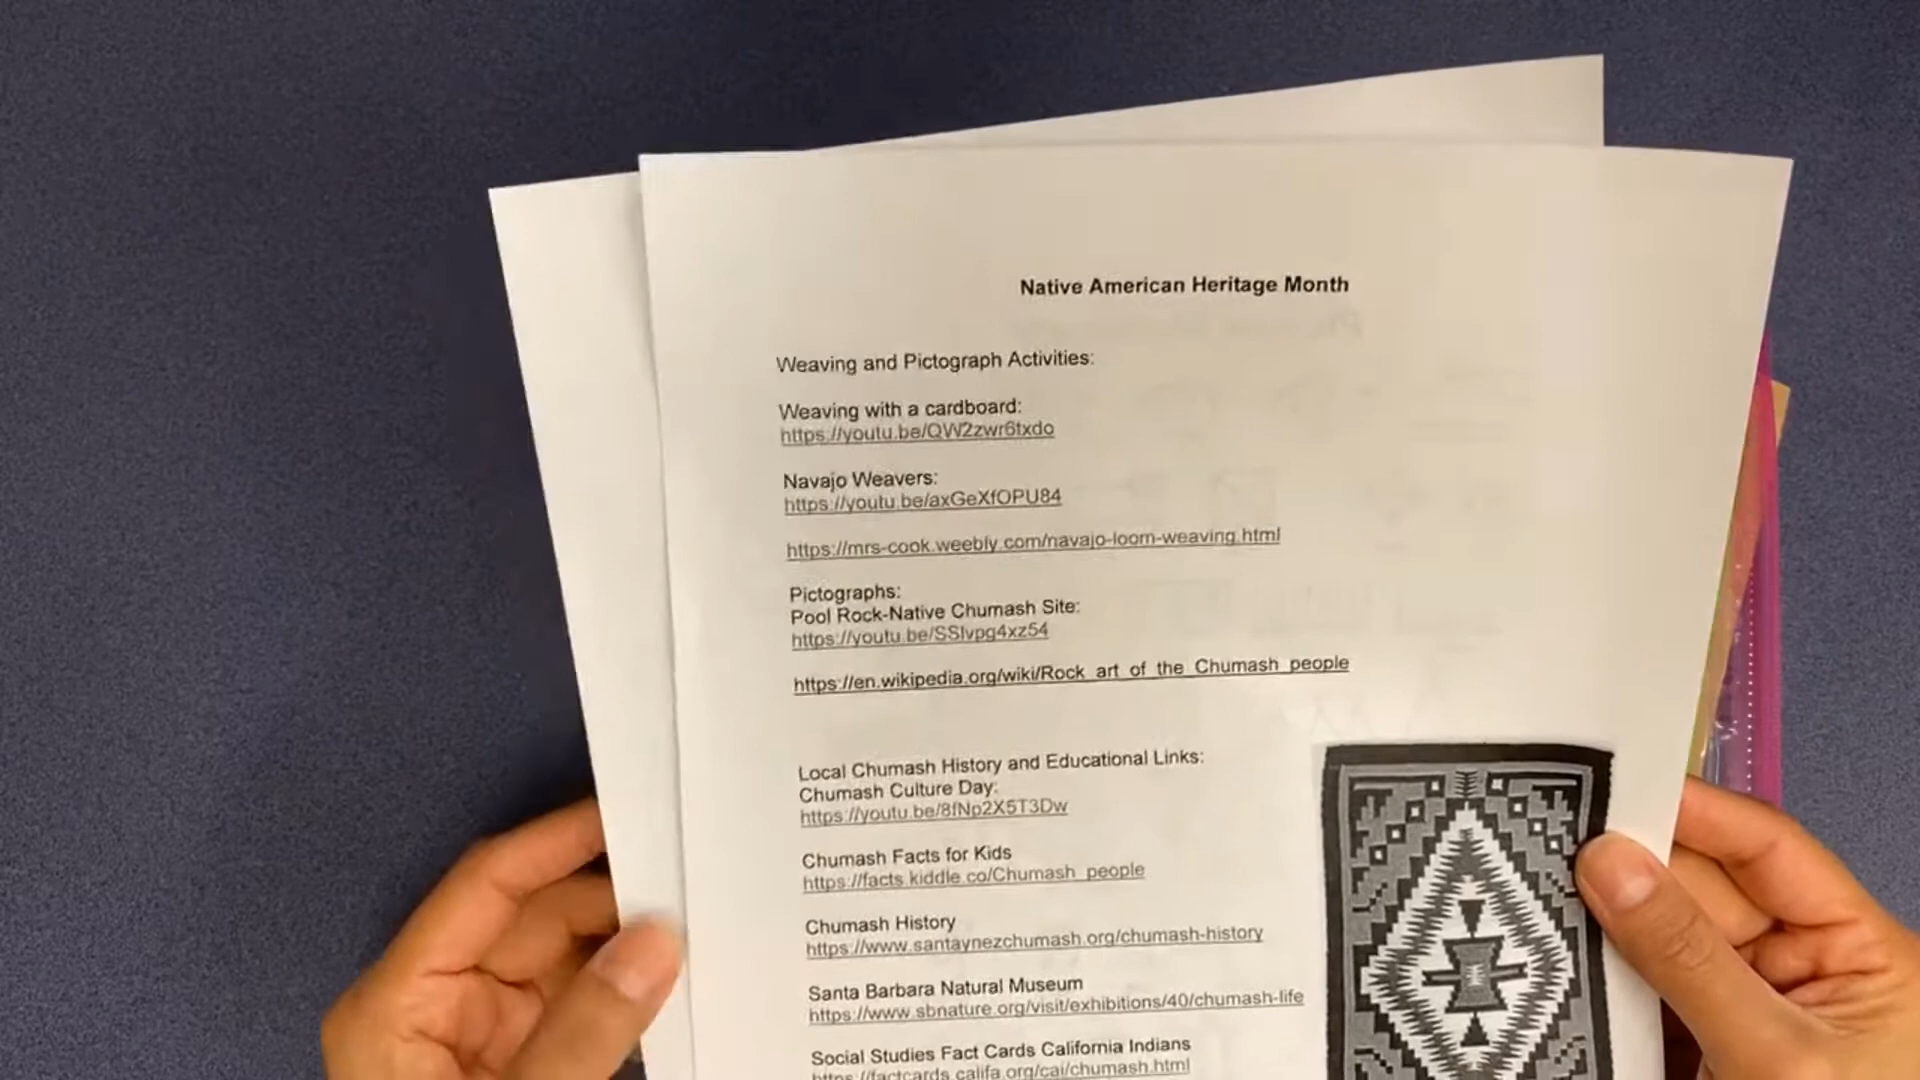 Native American Heritage Month
Weaving and Pictograph Activities:
Weaving with a cardboard:
https://youtu.be/QW2zwr6txdo
Navajo Weavers:
https://youtu.be/axGeXfOPU84
https://mrs-cook.weebly.com/navajo-loom-weaving.html
Pictographs:
Pool Rock-Native Chumash Site:
https://youtu.be/SSIvpg4xz54
https://en.wikipedia.org/wiki/Rock_art_of_the_Chumash_people
Local Chumash History and Educational Links:
Chumash Culture Day:
https://youtu.be/8fNp2X5T3Dw
Chumash Facts for Kids
https://facts.kiddle.co/Chumash_people
Chumash History
https://www.santaynezchumash.org/chumash-history
Santa Barbara Natural Museum
https://www.sbnature.org/visit/exhibitions/40/chumash-life
Social Studies Fact Cards California Indians
https://factcards.califa.org/cai/chumash.html